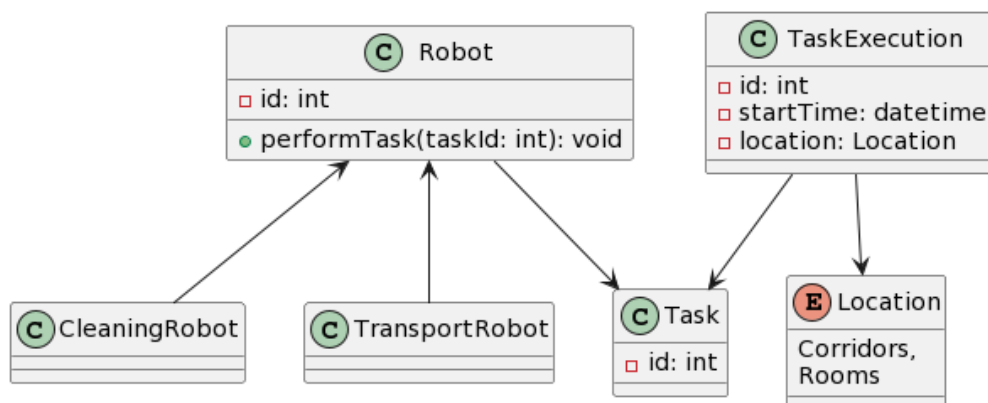 C Robot
id: int
performTask(taskId: int): void
C TaskExecution
id: int
startTime: datetime
location: Location
C CleaningRobot
C TransportRobot
C Task
id: int
E Location
Corridors,
Rooms